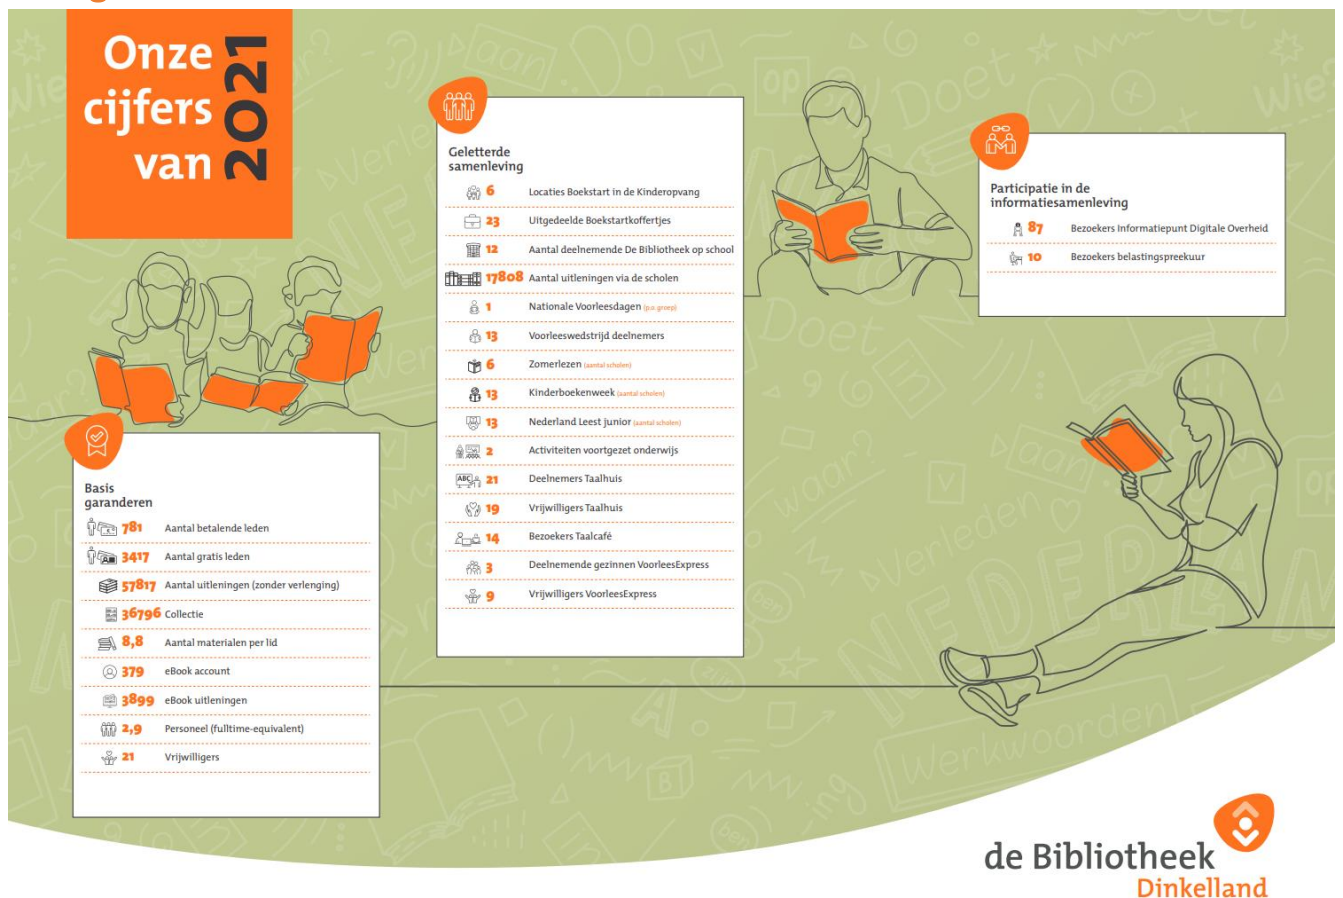 Onze
cijfers
van
2021
Basis
garanderen
781 Aantal betalende leden
3417 Aantal gratis leden
57817 Aantal uitleningen (zonder verlenging)
36796 Collectie
8,8 Aantal materialen per lid
379 eBook account
3899 eBook uitleningen
2,9 Personeel (fulltime-equivalent)
21 Vrijwilligers
Geletterde
samenleving
6 Locaties Boekstart in de Kinderopvang
23 Uitgedeelde Boekstartkoffertjes
12 Aantal deelnemende De Bibliotheek op school
17808 Aantal uitleningen via de scholen
1 Nationale Voorleesdagen (p.o. groep)
13 Voorleeswedstrijd deelnemers
6 Zomerlezen (aantal scholen)
13 Kinderboekenweek (aantal scholen)
13 Nederland Leest junior (aantal scholen)
2 Activiteiten voortgezet onderwijs
ABC 21 Deelnemers Taalhuis
19 Vrijwilligers Taalhuis
14 Bezoekers Taalcafé
3 Deelnemende gezinnen VoorleesExpress
9 Vrijwilligers VoorleesExpress
Participatie in de
informatiesamenleving
87 Bezoekers Informatiepunt Digitale Overheid
10 Bezoekers belastingspreekuur
de Bibliotheek
Dinkelland